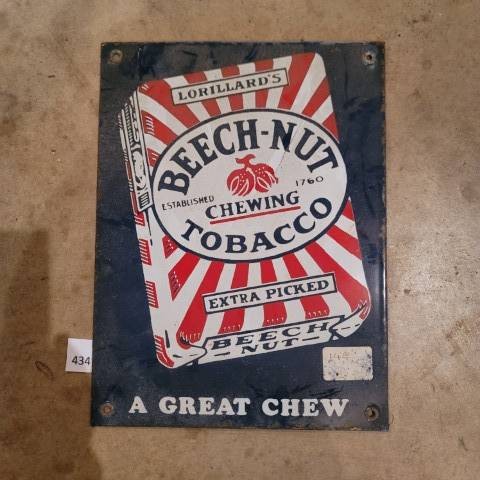 LORILLARD'S
BEECH-NUT
ESTABLISHED 1760
CHEWING
TOBACCO
EXTRA PICKED
BEECH
NUT
434
A GREAT CHEW